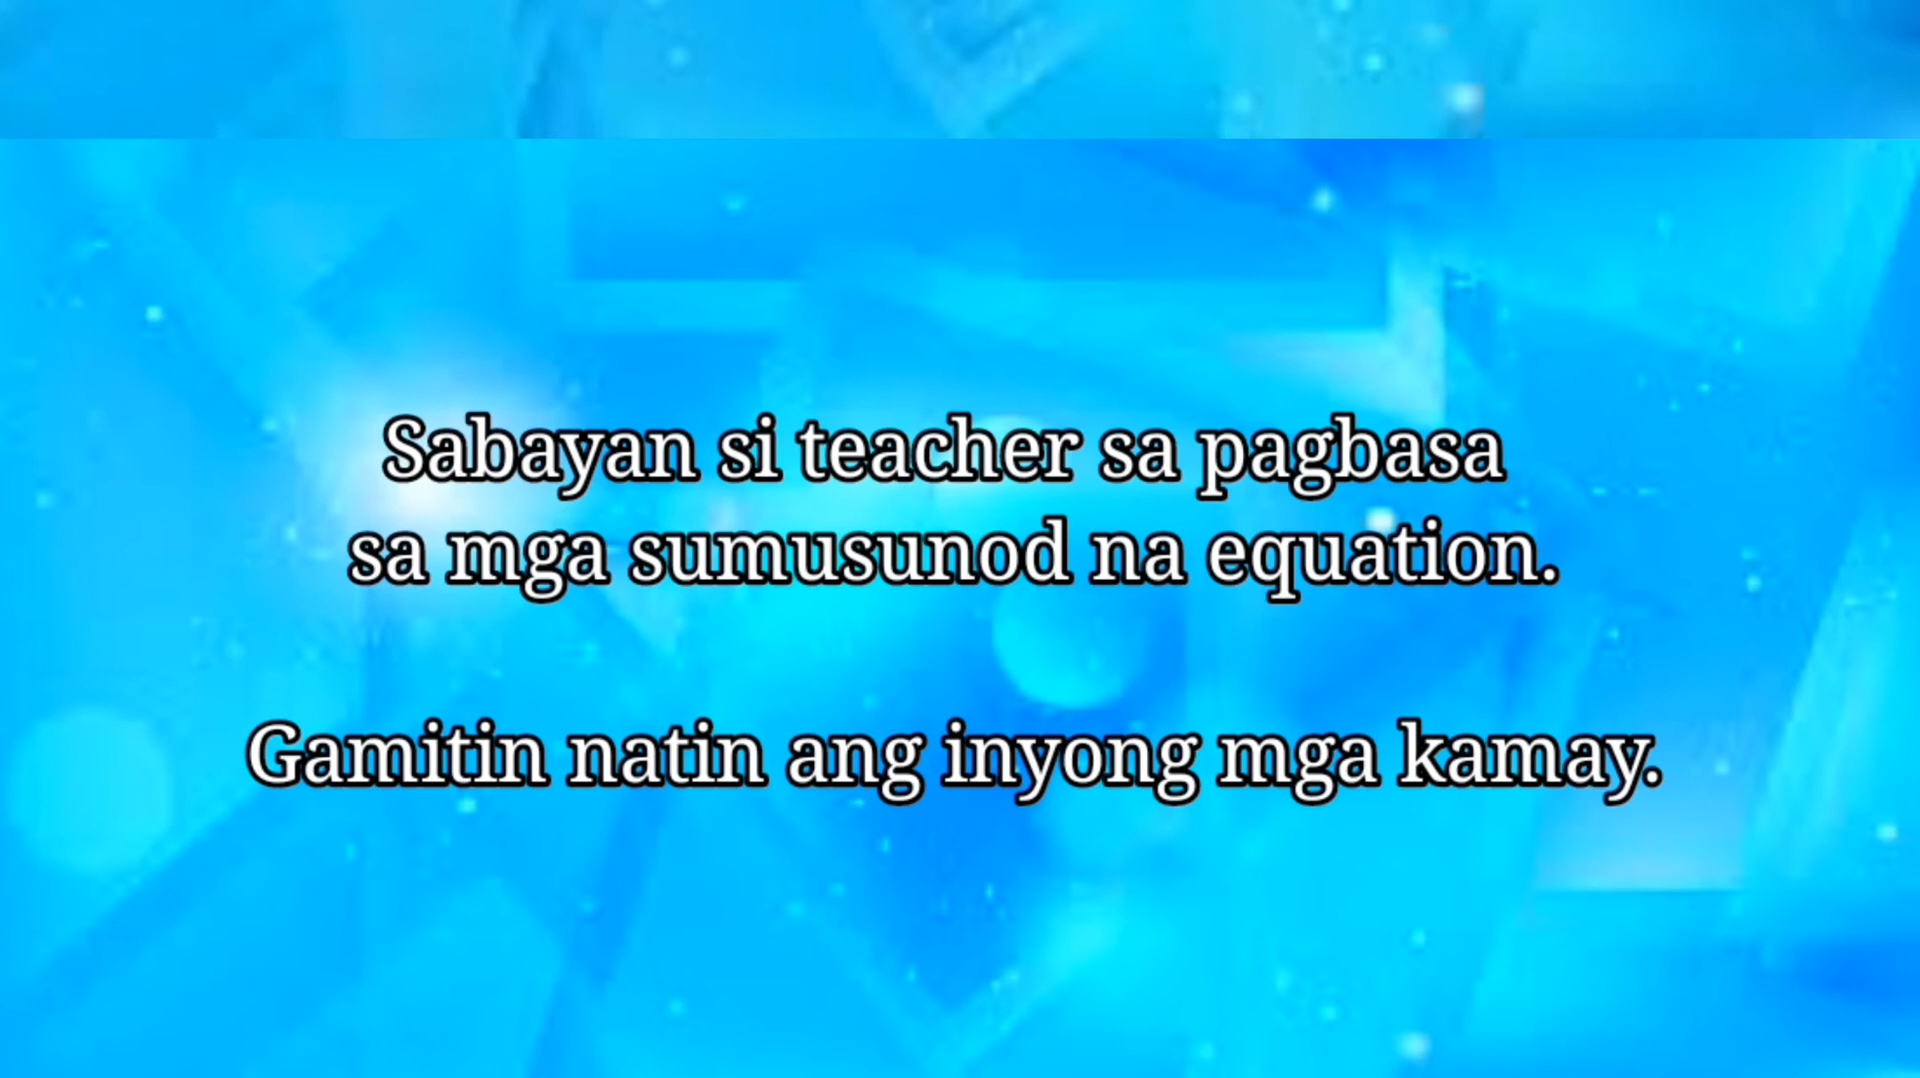 Sabayan si teacher sa pagbasa
sa mga sumusunod na equation.
Gamitin natin ang inyong mga kamay.